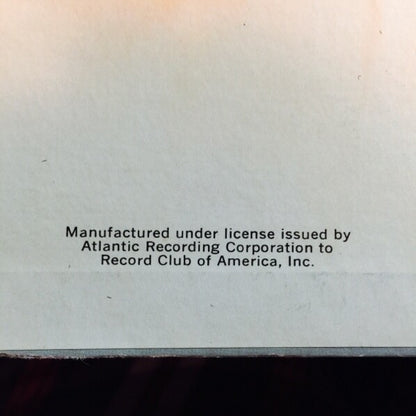 Manufactured under license issued by
Atlantic Recording Corporation to
Record Club of America, Inc.